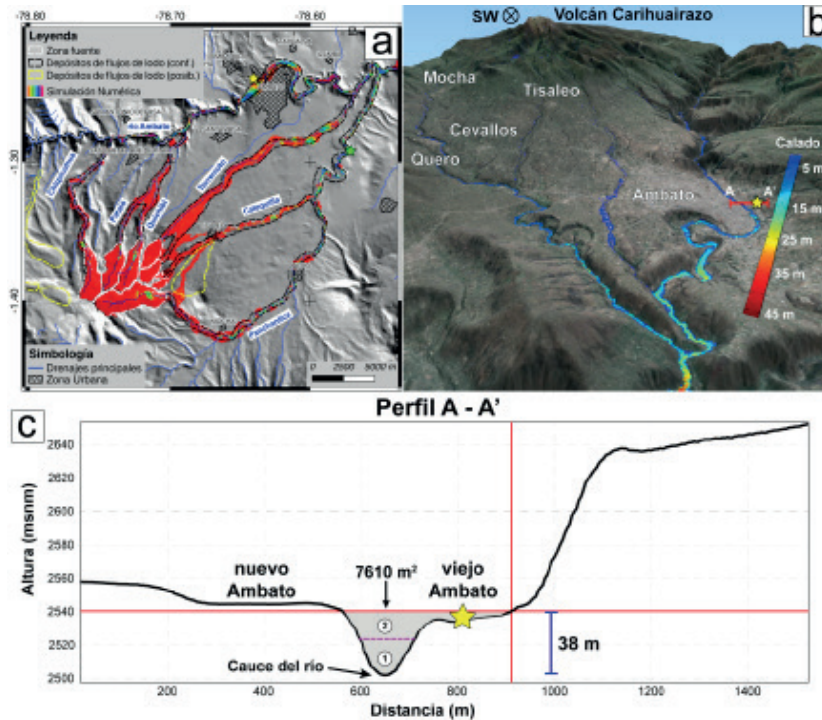 -78.80
-78.70
-78.60
a
Leyenda
Zona fuente
Depósitos de flujos de lodo (conf.)
Depósitos de flujos de lodo (posib.)
Simulación Numérica
río Ambato
Catequilla
Pachanlica
-1.30
-1.40
Simbología
Drenajes principales
Zona Urbana
0 2500 5000 m
b
SW
Volcán Carihuairazo
Mocha
Tisaleo
Cevallos
Quero
Ambato
A A'
Calado
5 m
15 m
25 m
35 m
45 m
c
Perfil A - A'
Altura (msnm)
2640
2620
2600
2580
2560
2540
2520
2500
nuevo
Ambato
7610 m²
viejo
Ambato
2
1
Cauce del río
38 m
200
400
600
800
1000
1200
1400
Distancia (m)